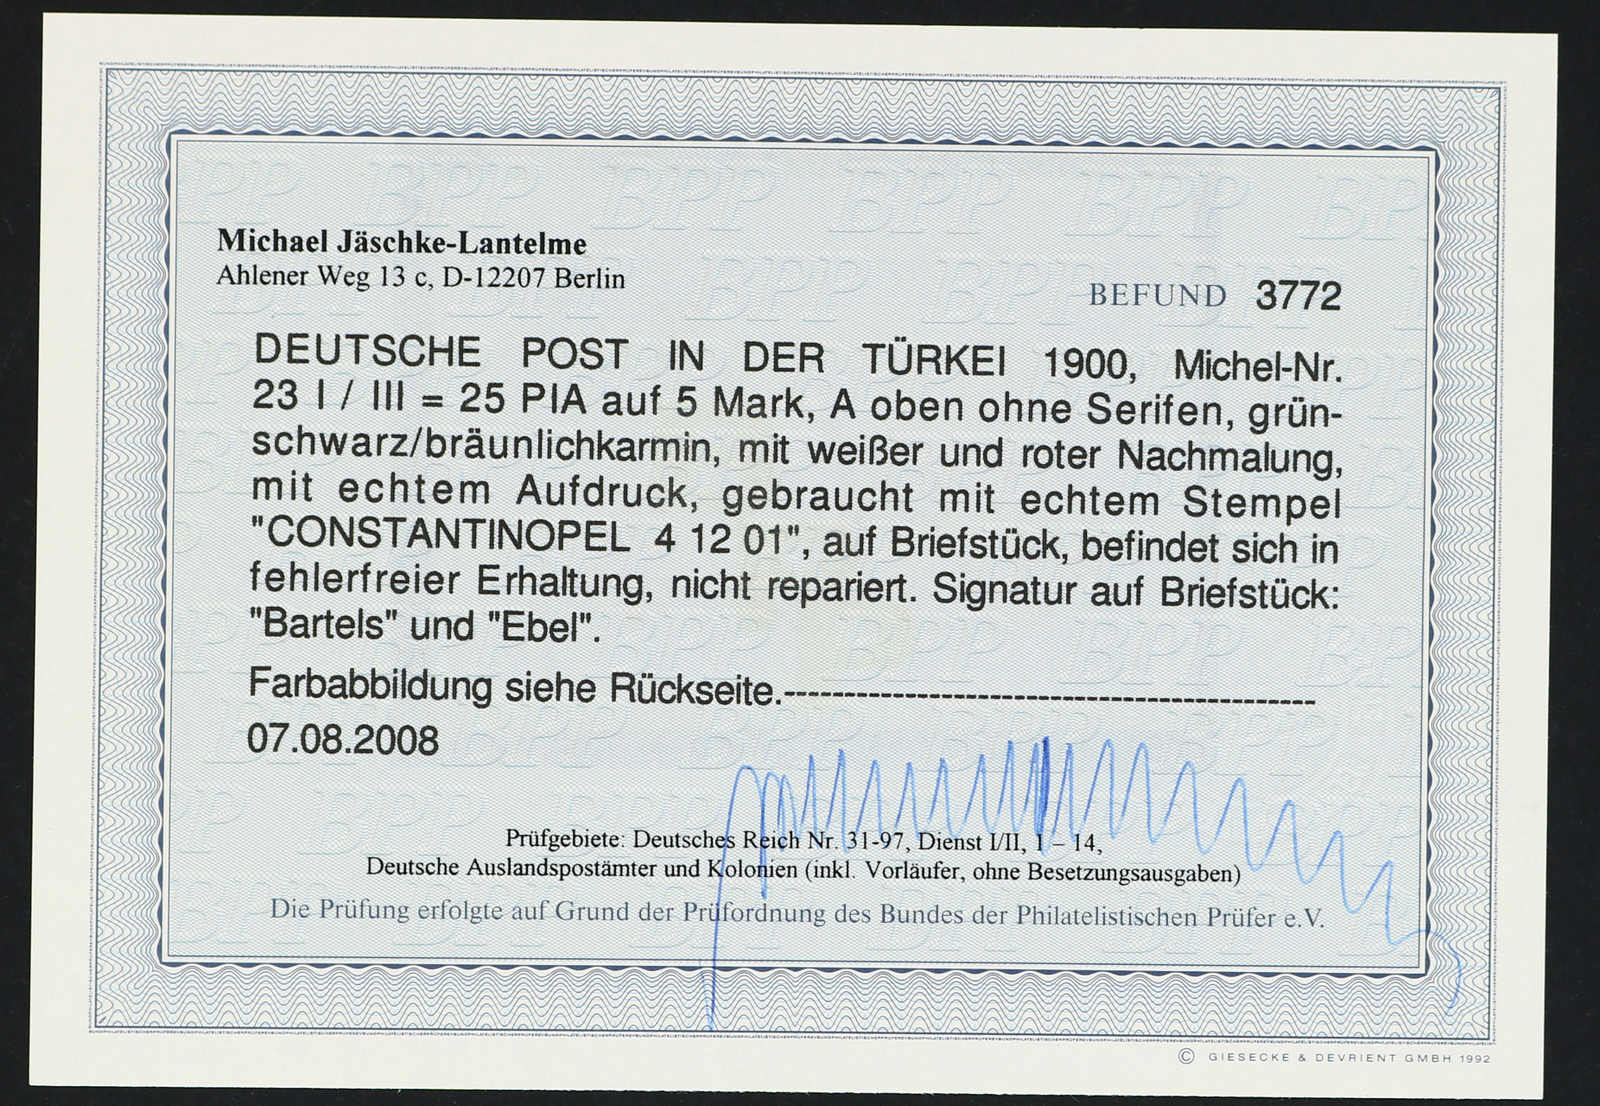 Michael Jäschke-Lantelme
Ahlener Weg 13 c, D-12207 Berlin
BEFUND 3772
DEUTSCHE POST IN DER TÜRKEI 1900, Michel-Nr.
23 I / III = 25 PIA auf 5 Mark, A oben ohne Serifen, grün-
schwarz/bräunlichkarmin, mit weißer und roter Nachmalung,
mit echtem Aufdruck, gebraucht mit echtem Stempel
"CONSTANTINOPEL 4 12 01", auf Briefstück, befindet sich in
fehlerfreier Erhaltung, nicht repariert. Signatur auf Briefstück:
"Bartels" und "Ebel".
Farbabbildung siehe Rückseite.-----------------------------------------------------
07.08.2008
Prüfgebiete: Deutsches Reich Nr. 31-97, Dienst I/II, 1 – 14,
Deutsche Auslandspostämter und Kolonien (inkl. Vorläufer, ohne Besetzungsausgaben)
Die Prüfung erfolgte auf Grund der Prüfordnung des Bundes der Philatelistischen Prüfer e.V.
© GIESECKE & DEVRIENT GMBH 1992